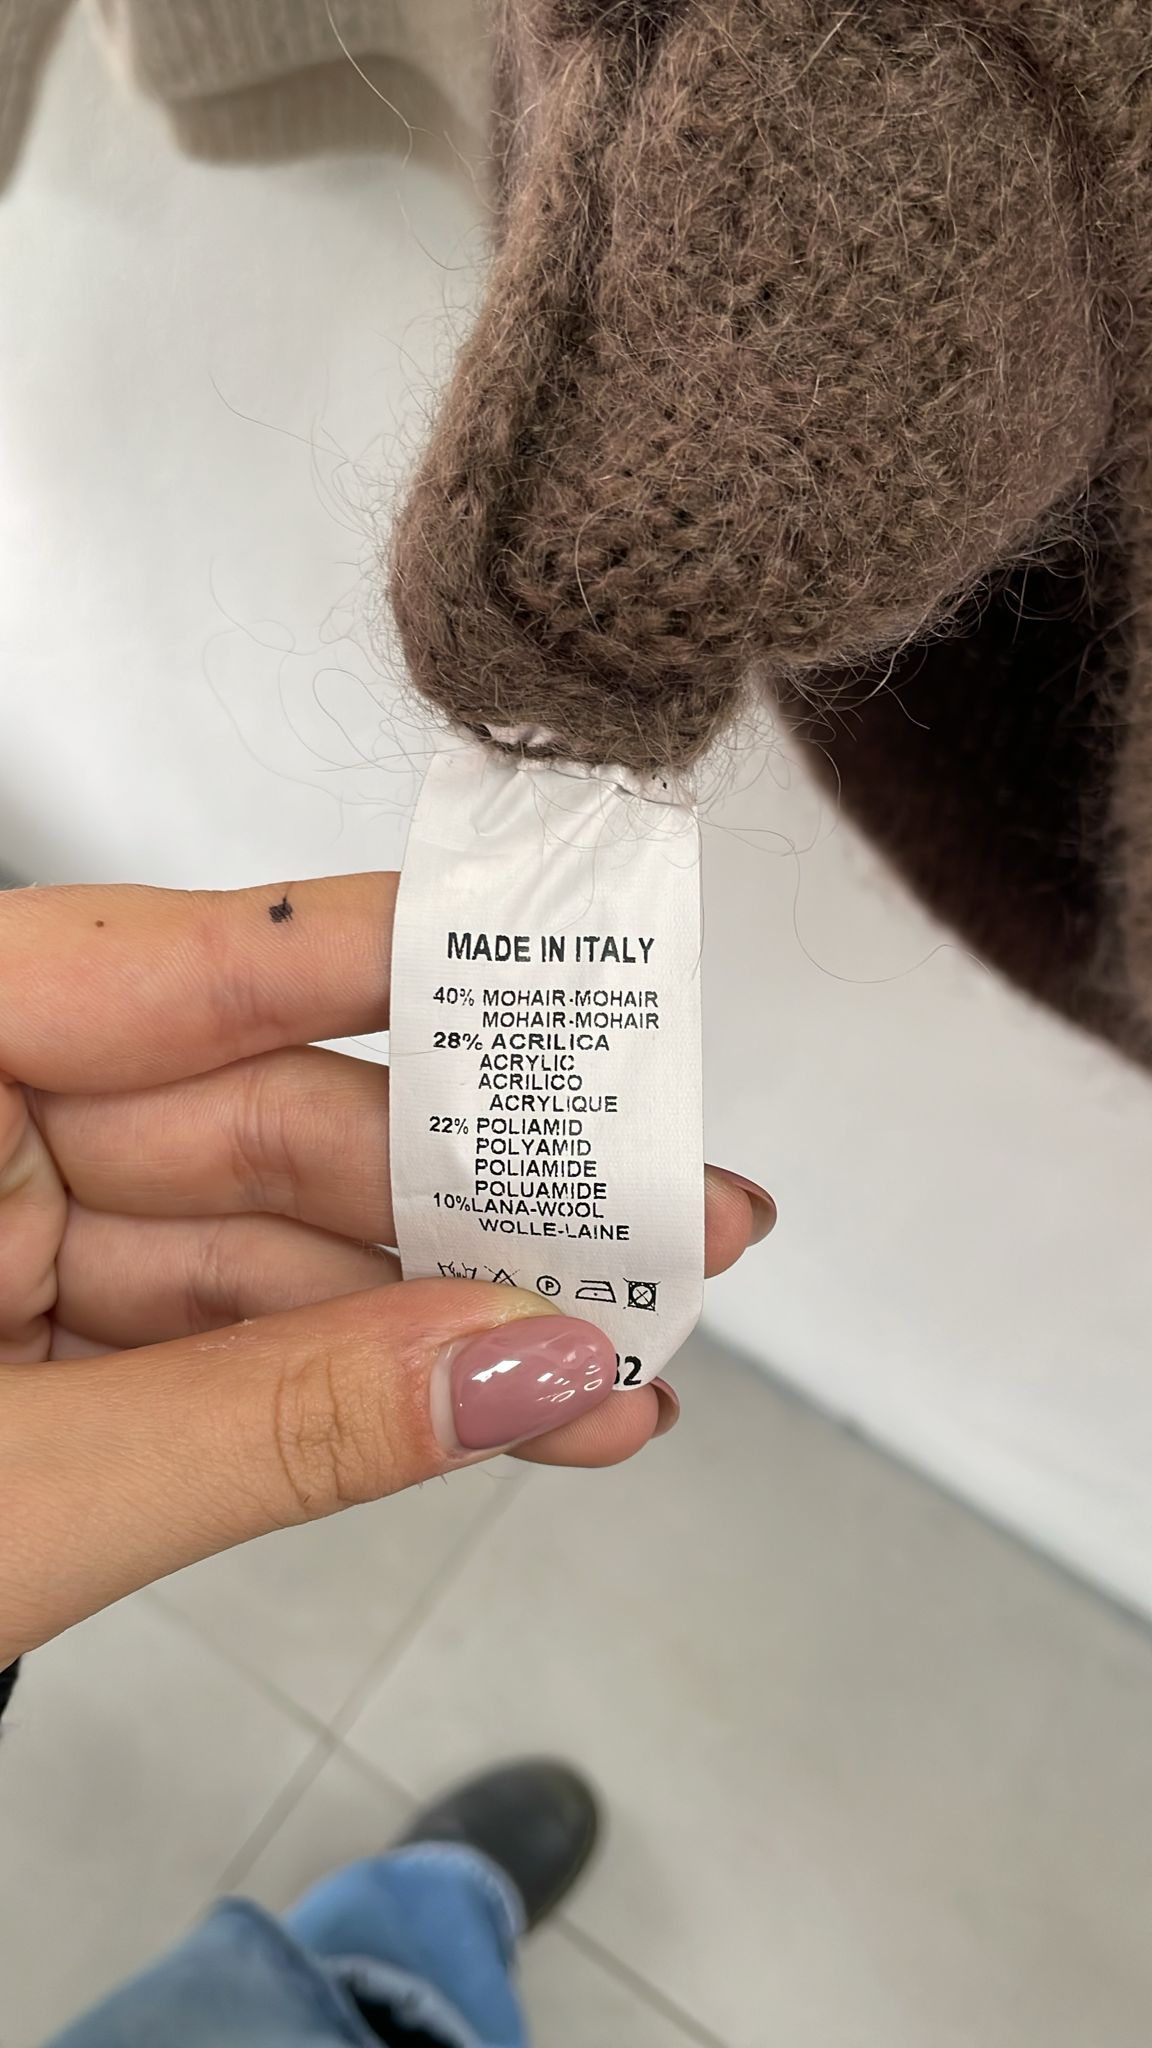 MADE IN ITALY
40% MOHAIR-MOHAIR
MOHAIR-MOHAIR
28% ACRILICA
ACRYLIC
ACRILICO
ACRYLIQUE
22% POLIAMID
POLYAMID
POLIAMIDE
POLUAMIDE
10%LANA-WOOL
WOLLE-LAINE
P